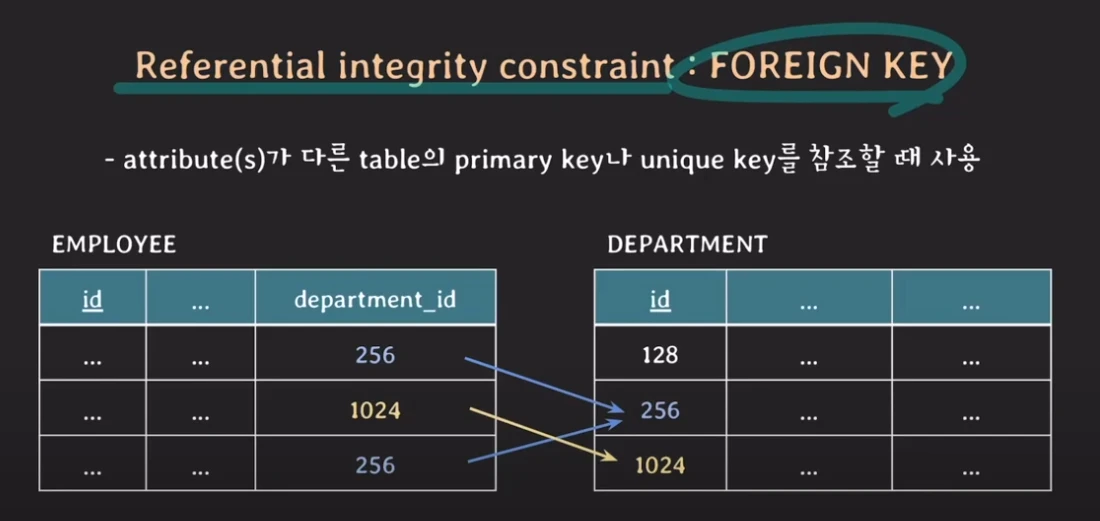 Referential integrity constraint : FOREIGN KEY
- attribute(s)가 다른 table의 primary key나 unique key를 참조할 때 사용
EMPLOYEE
id ... department_id
... ... 256
... ... 1024
... ... 256
DEPARTMENT
id ... ...
128 ... ...
256 ... ...
1024 ... ...